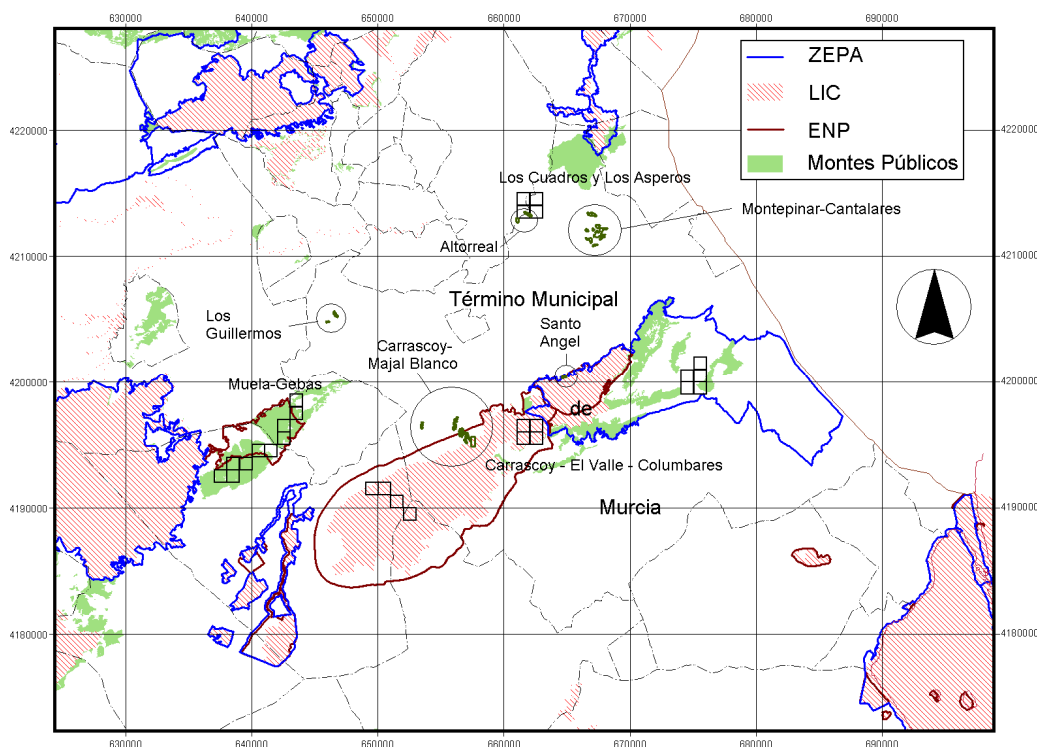 630000 640000 650000 660000 670000 680000 690000
ZEPA
LIC
ENP
Montes Públicos
4220000 4220000
Los Cuadros y Los Asperos
Montepinar-Cantalares
Altorreal
4210000 4210000
Término Municipal
Los
Guillermos
Santo
Angel
Carrascoy-
Majal Blanco
Muela-Gebas
4200000 4200000
de
Carrascoy - El Valle - Columbares
Murcia
4190000 4190000
4180000 4180000
630000 640000 650000 660000 670000 680000 690000